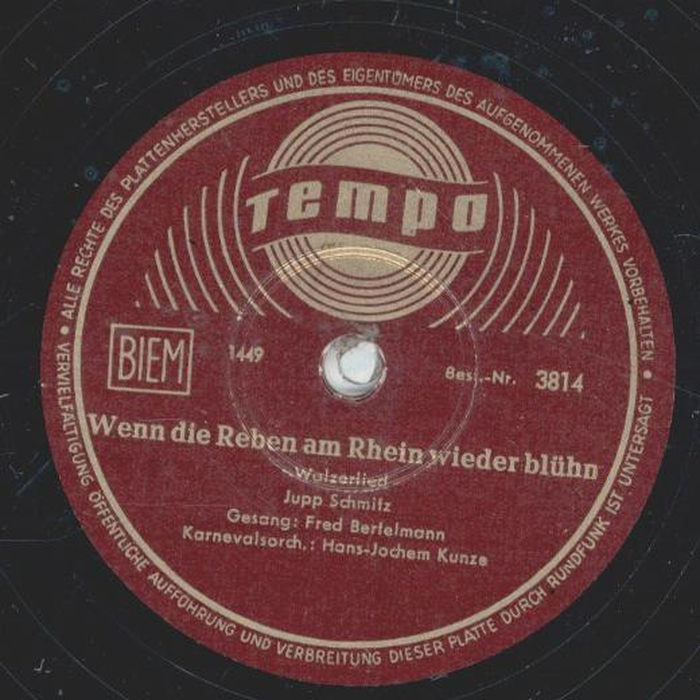 ALLE RECHTE DES PLATTENHERSTELLERS UND DES EIGENTÜMERS DES AUFGENOMMENEN WERKES VORBEHALTEN •
VERVIELFÄLTIGUNG ÖFFENTLICHE AUFFÜHRUNG UND VERBREITUNG DIESER PLATTE DURCH RUNDFUNK IST UNTERSAGT •
Tempo
BIEM
1449
Best.-Nr. 3814
Wenn die Reben am Rhein wieder blühn
Walzerlied
Jupp Schmitz
Gesang: Fred Bertelmann
Karnevalsorch.: Hans-Jochem Kunze